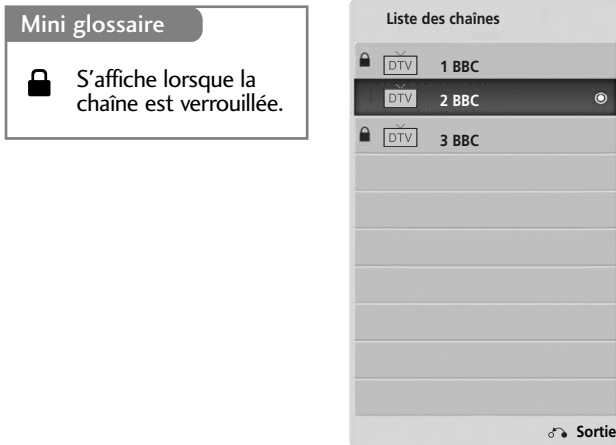 Mini glossaire
S’affiche lorsque la
chaîne est verrouillée.
Liste des chaînes
DTV 1 BBC
DTV 2 BBC
DTV 3 BBC
Sortie